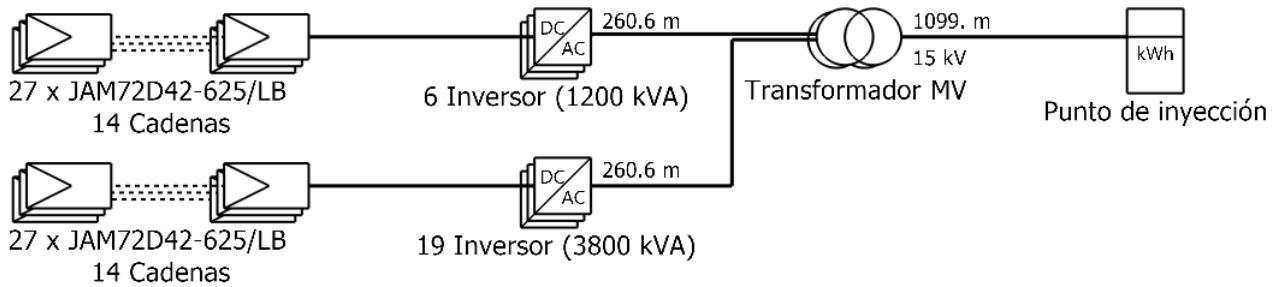 DC
AC
260.6 m
1099. m
15 kV
kWh
27 x JAM72D42-625/LB
14 Cadenas
6 Inversor (1200 kVA)
Transformador MV
Punto de inyección
DC
AC
260.6 m
27 x JAM72D42-625/LB
14 Cadenas
19 Inversor (3800 kVA)